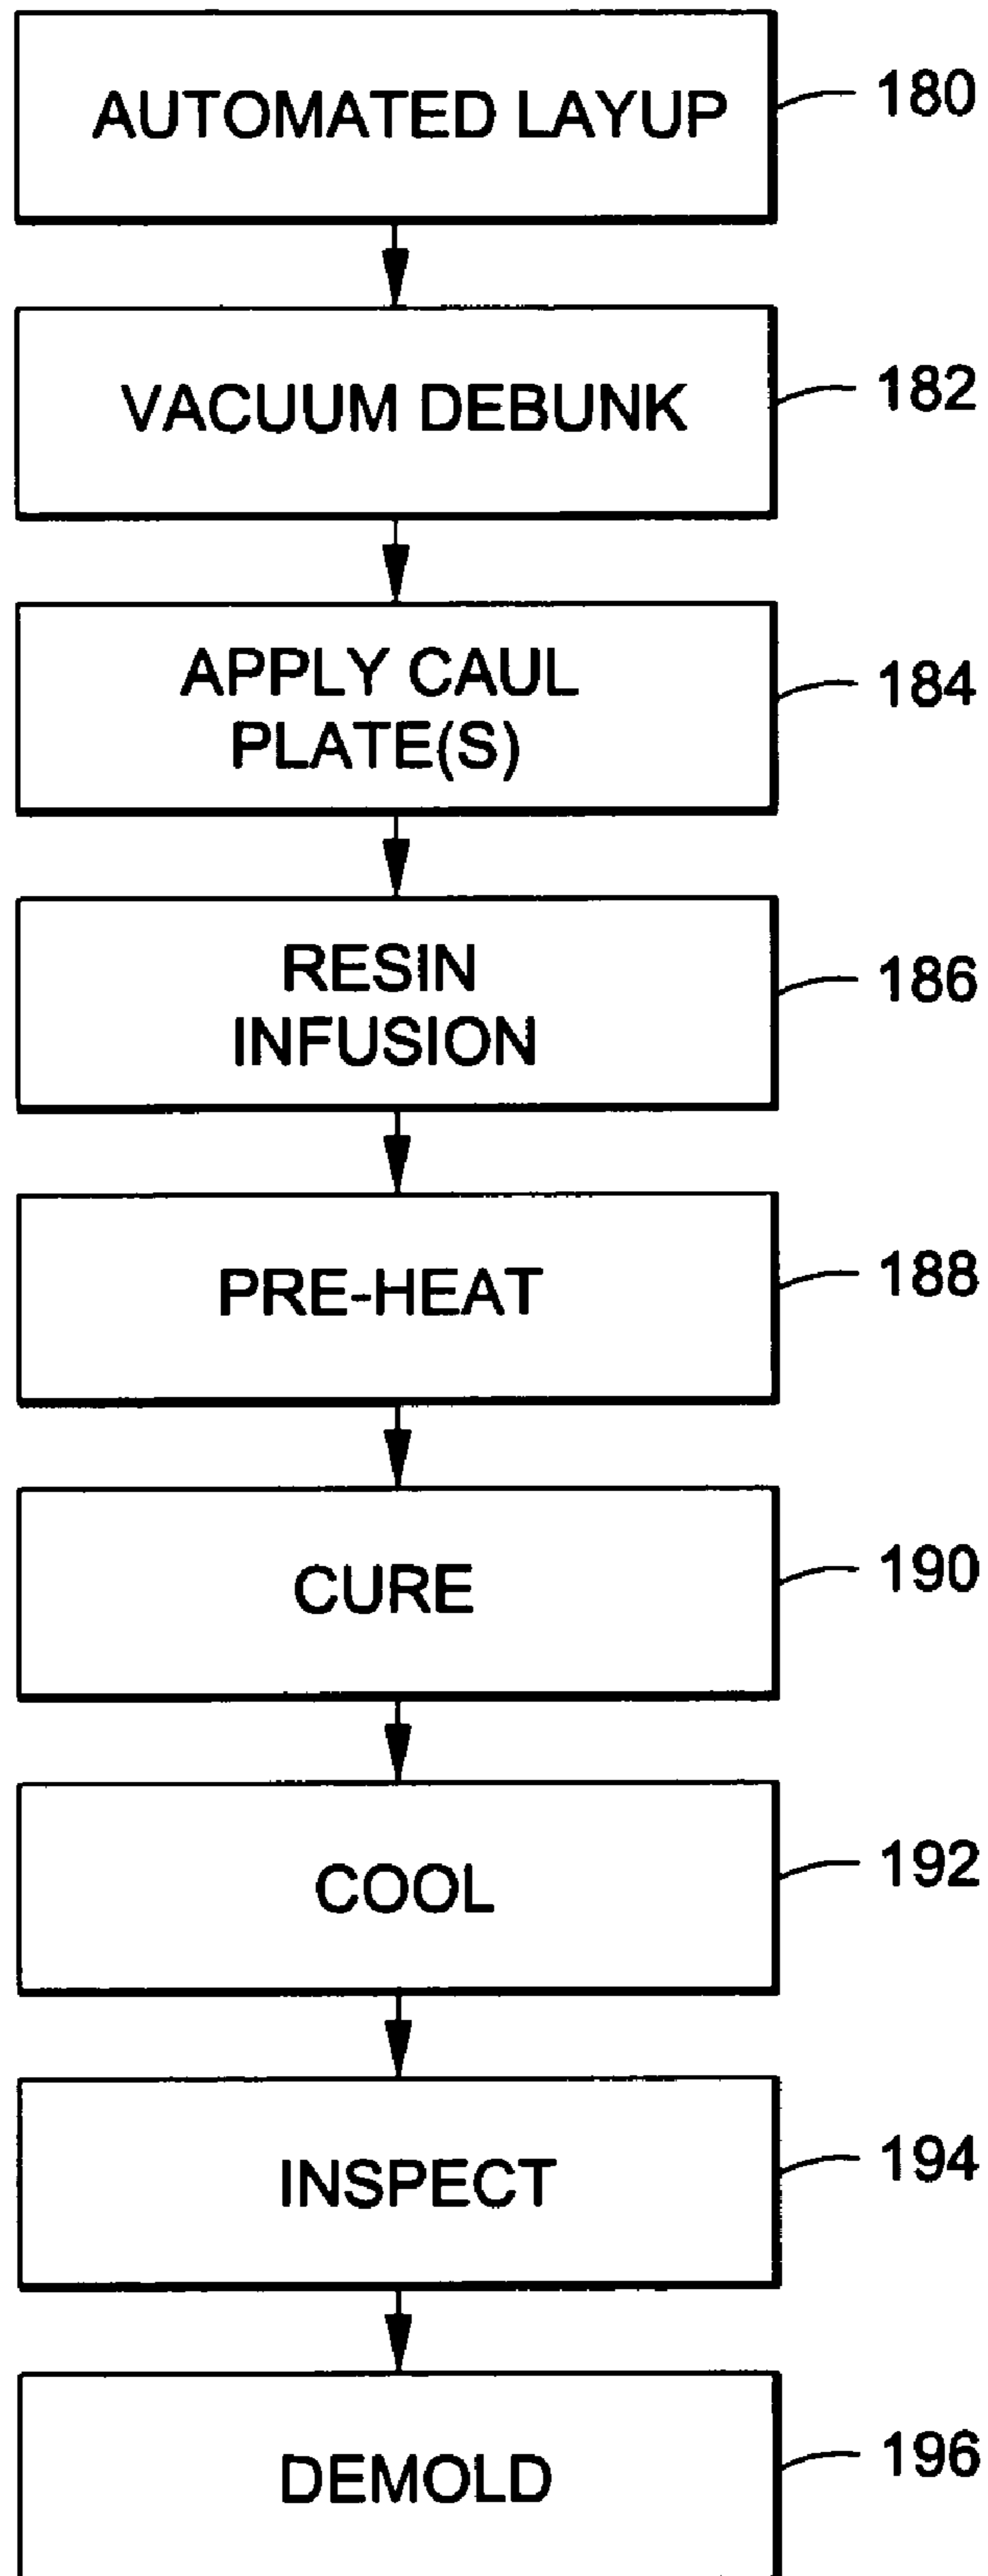 AUTOMATED LAYUP
180
VACUUM DEBUNK
182
APPLY CAUL
PLATE(S)
184
RESIN
INFUSION
186
PRE-HEAT
188
CURE
190
COOL
192
INSPECT
194
DEMOLD
196